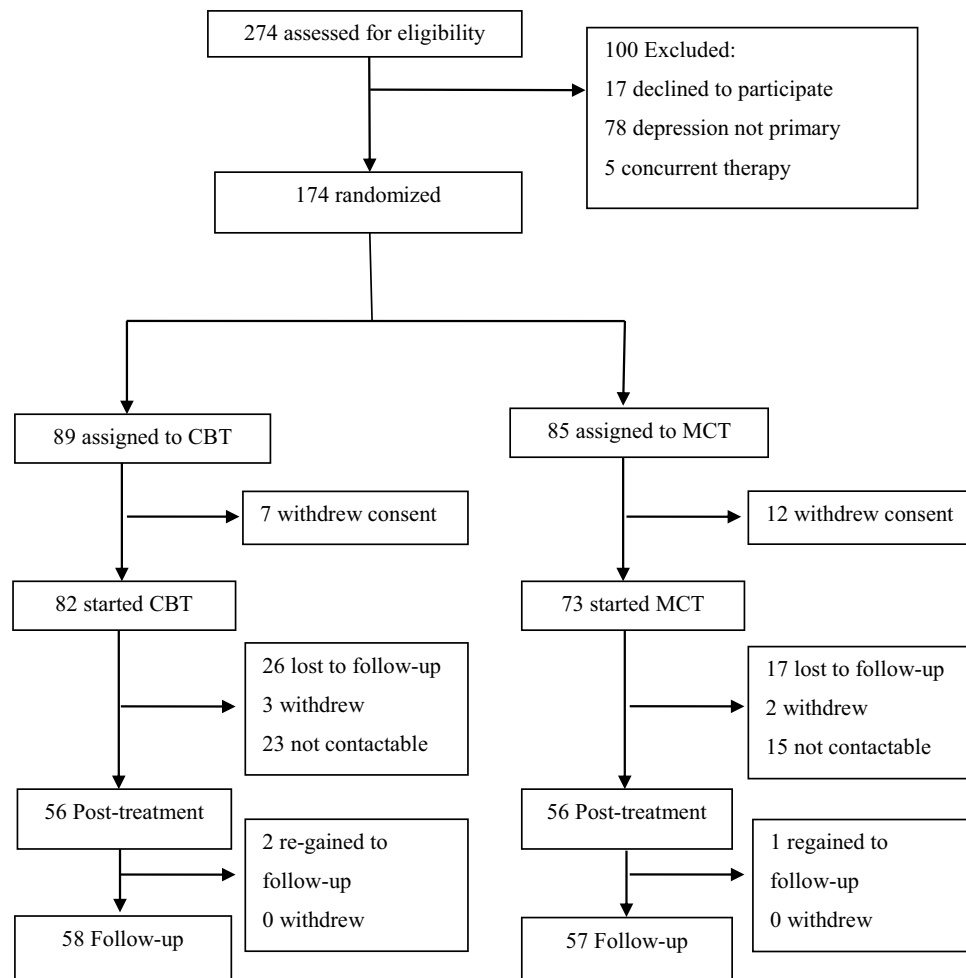 274 assessed for eligibility
100 Excluded:
17 declined to participate
78 depression not primary
5 concurrent therapy
174 randomized
89 assigned to CBT
85 assigned to MCT
7 withdrew consent
12 withdrew consent
82 started CBT
73 started MCT
26 lost to follow-up
3 withdrew
23 not contactable
17 lost to follow-up
2 withdrew
15 not contactable
56 Post-treatment
56 Post-treatment
2 re-gained to
follow-up
0 withdrew
1 regained to
follow-up
0 withdrew
58 Follow-up
57 Follow-up